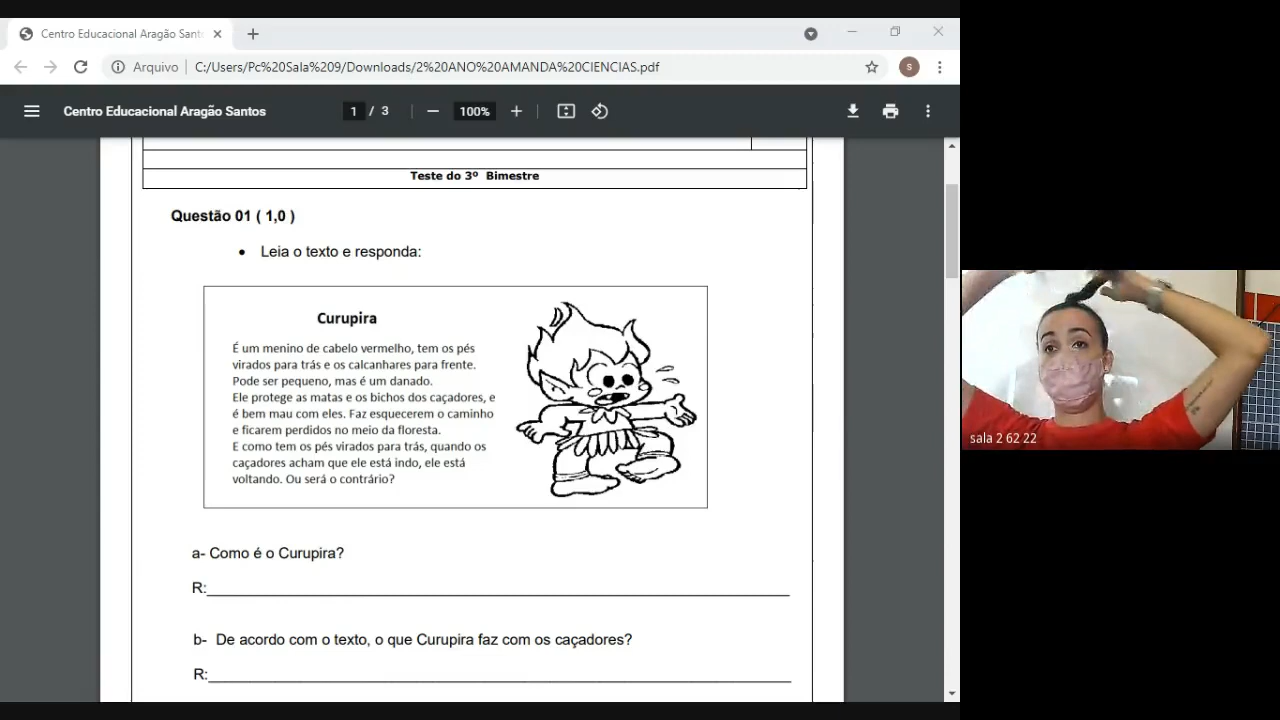 Centro Educacional Aragão Sant
Arquivo | C:/Users/Pc%20Sala%209/Downloads/2%20ANO%20AMANDA%20CIENCIAS.pdf
S
Centro Educacional Aragão Santos
1 / 3
100%
Teste do 3º Bimestre
Questão 01 ( 1,0 )
• Leia o texto e responda:
Curupira
É um menino de cabelo vermelho, tem os pés
virados para trás e os calcanhares para frente.
Pode ser pequeno, mas é um danado.
Ele protege as matas e os bichos dos caçadores, e
é bem mau com eles. Faz esquecerem o caminho
e ficarem perdidos no meio da floresta.
E como tem os pés virados para trás, quando os
caçadores acham que ele está indo, ele está
voltando. Ou será o contrário?
a- Como é o Curupira?
R:
b- De acordo com o texto, o que Curupira faz com os caçadores?
R:
sala 2 62 22